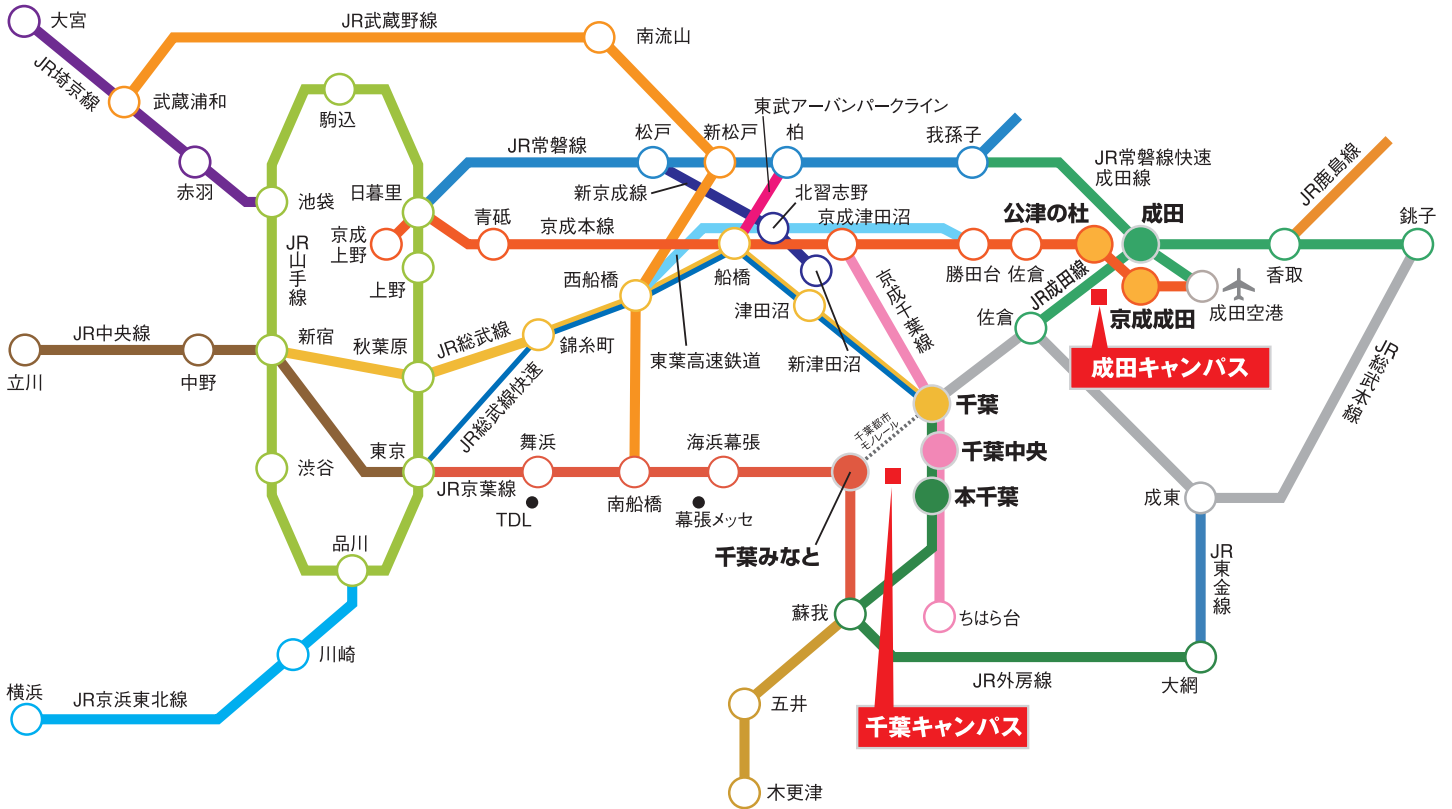 大宮
JR武蔵野線
南流山
JR埼京線
武蔵浦和
駒込
赤羽
池袋
日暮里
JR常磐線
松戸
新松戸
東武アーバンパークライン
柏
我孫子
JR常磐線快速
成田線
JR鹿島線
新京成線
北習志野
青砥
京成本線
京成津田沼
公津の杜
成田
銚子
京成
上野
JR山手線
上野
西船橋
船橋
勝田台
佐倉
JR成田線
香取
成田空港
京成成田
津田沼
京成千葉線
佐倉
JR中央線
新宿
秋葉原
JR総武線
錦糸町
東葉高速鉄道
新津田沼
成田キャンパス
JR総武本線
立川
中野
JR総武線快速
千葉
千葉都市
モノレール
東京
舞浜
海浜幕張
千葉中央
渋谷
JR京葉線
南船橋
本千葉
成東
TDL
幕張メッセ
品川
千葉みなと
JR東金線
蘇我
ちはら台
川崎
横浜
JR京浜東北線
JR外房線
大網
五井
千葉キャンパス
木更津